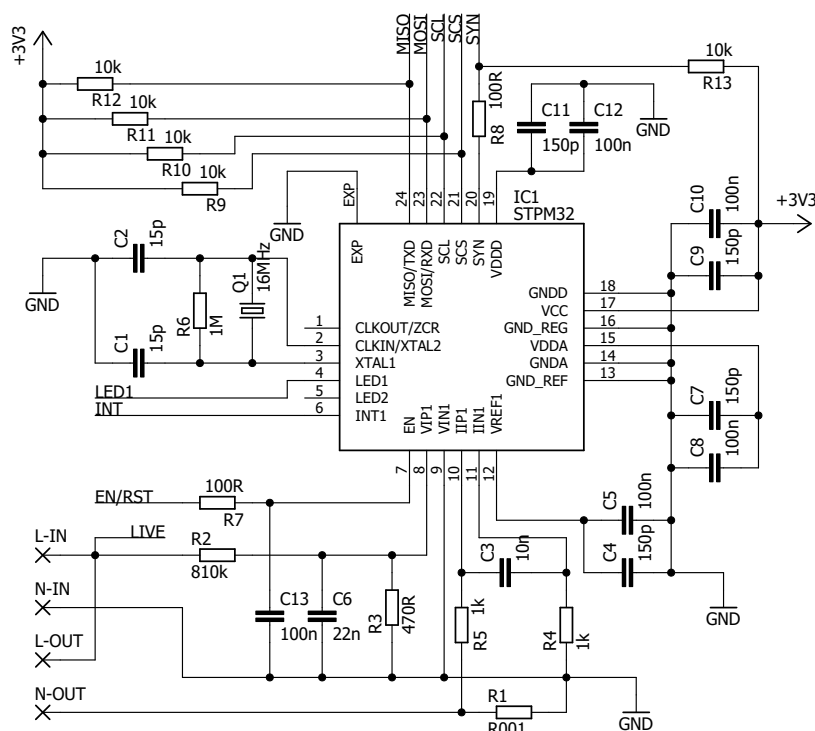 MISO
MOSI
SCL
SCS
SYN
+3V3
10k
R12
10k
R11
10k
R10
10k
R9
100R
R8
C11
150p
C12
100n
GND
10k
R13
EXP
GND
24
23
22
21
20
19
IC1
STPM32
EXP
MISO/TXD
MOSI/RXD
SCL
SCS
SYN
VDDD
C10
100n
C9
150p
+3V3
C2
15p
GND
C1
15p
R6
1M
Q1
16MHz
1 CLKOUT/ZCR
2 CLKIN/XTAL2
3 XTAL1
4 LED1
5 LED2
6 INT1
LED1
INT
GNDD 18
VCC 17
GND_REG 16
VDDA 15
GNDA 14
GND_REF 13
EN
VIP1
VIN1
IIP1
IIN1
VREF1
7
8
9
10
11
12
C7
150p
C8
100n
C5
100n
C4
150p
GND
EN/RST
100R
R7
LIVE
L-IN
R2
810k
N-IN
L-OUT
N-OUT
C13
100n
C6
22n
R3
470R
C3
10n
1k
R5
R4
1k
R1
R001
GND